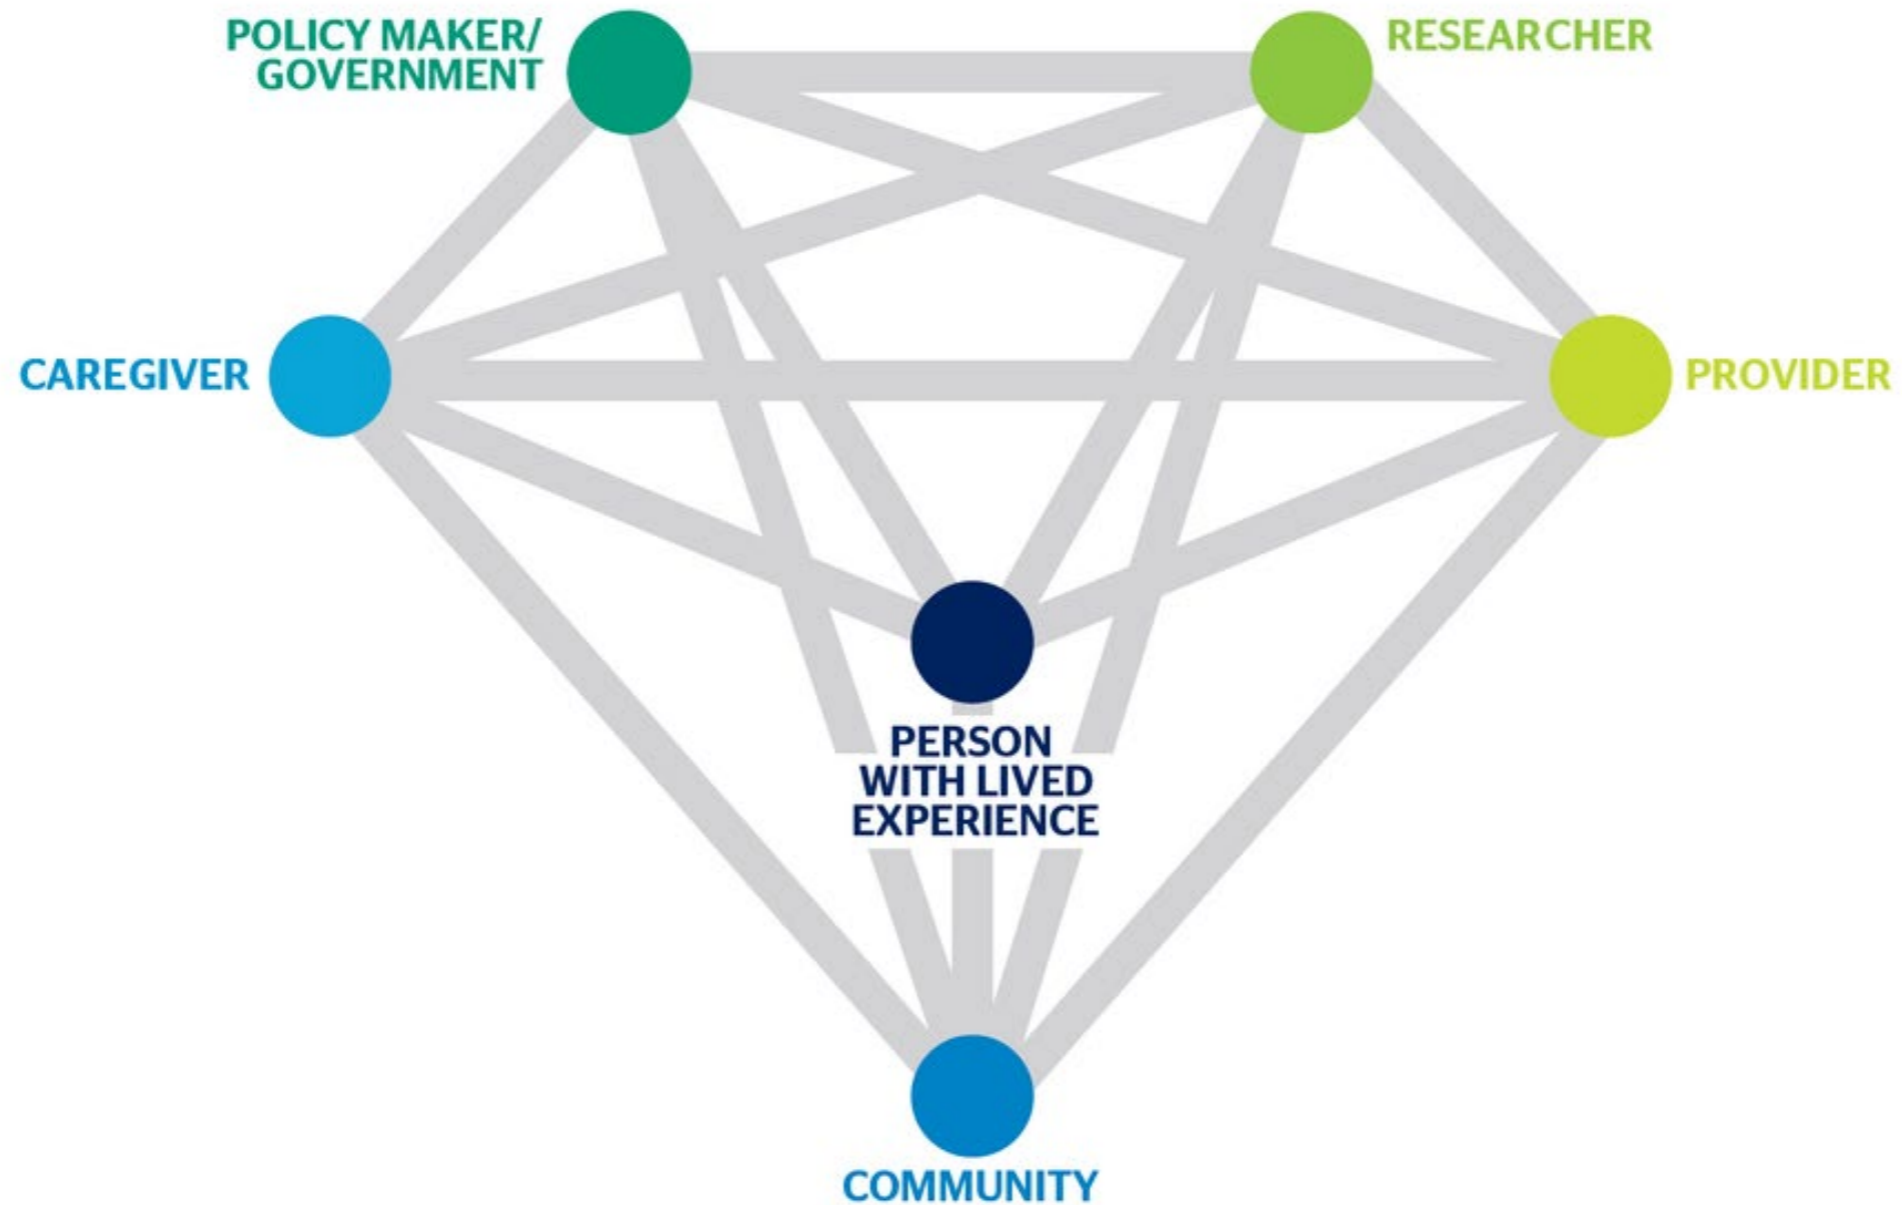 POLICY MAKER/
GOVERNMENT
RESEARCHER
CAREGIVER
PROVIDER
PERSON
WITH LIVED
EXPERIENCE
COMMUNITY